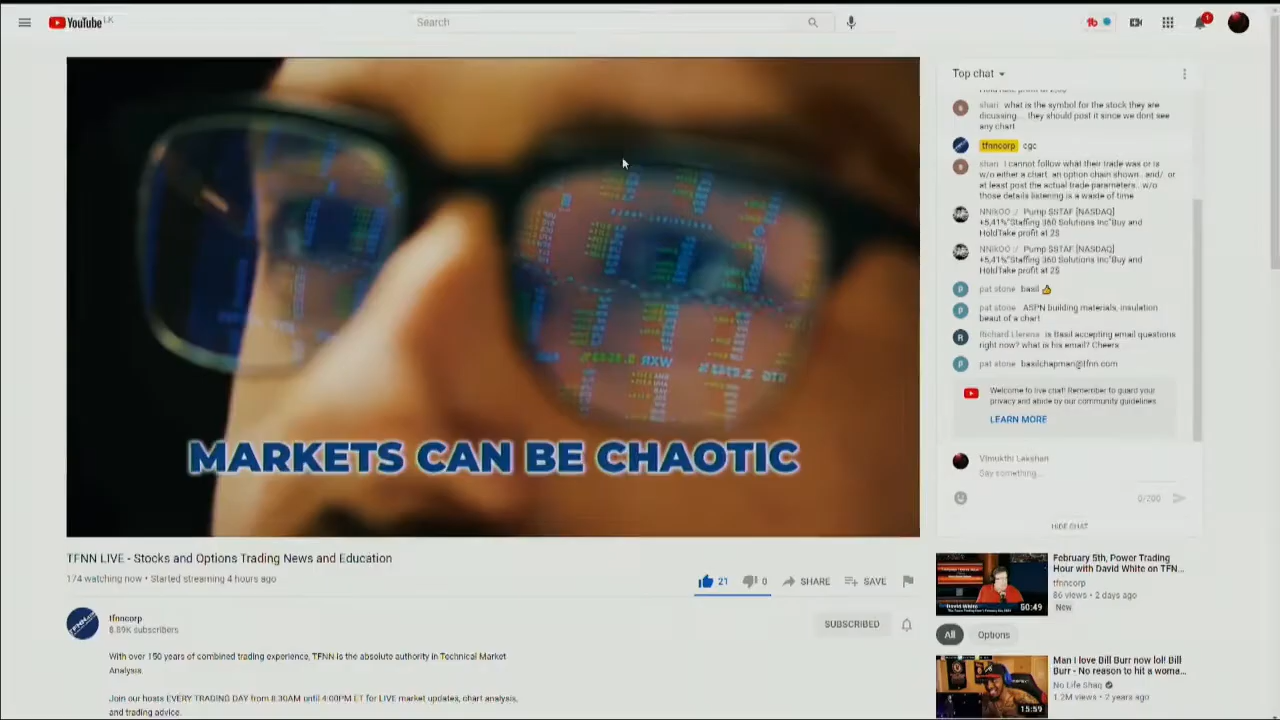 YouTube LK
Search
1
Top chat
shari what is the symbol for the stock they are
dicussing.... they should post it since we dont see
any chart
tfnncorp cgc
shari I cannot follow what their trade was or is
w/o either a chart, an option chain shown.. and/ or
at least post the actual trade parameters.. w/o
those details listening is a waste of time
NNIKOO :/ Pump $STAF [NASDAQ]
+5,41%"Staffing 360 Solutions Inc"Buy and
HoldTake profit at 2$
NNIKOO :/ Pump $STAF [NASDAQ]
+5,41%"Staffing 360 Solutions Inc"Buy and
HoldTake profit at 2$
pat stone basil 👍
pat stone ASPN building materials, insulation
beaut of a chart
Richard Llerena is Basil accepting email questions
right now? what is his email? Cheers
pat stone basilchapman@tfnn.com
Welcome to live chat! Remember to guard your
privacy and abide by our community guidelines.
LEARN MORE
Vimukthi Lakshan
Say something...
0/200
HIDE CHAT
MARKETS CAN BE CHAOTIC
TFNN LIVE - Stocks and Options Trading News and Education
174 watching now • Started streaming 4 hours ago
21
0
SHARE
SAVE
tfnncorp
8.89K subscribers
SUBSCRIBED
With over 150 years of combined trading experience, TFNN is the absolute authority in Technical Market
Analysis.
Join our hosts EVERY TRADING DAY from 8:30AM until 4:00PM ET for LIVE market updates, chart analysis,
and trading advice.
February 5th, Power Trading
Hour with David White on TFN...
tfnncorp
86 views • 2 days ago
New
David White
50:49
All
Options
Man I love Bill Burr now lol! Bill
Burr - No reason to hit a woma...
No Life Shaq
1.2M views • 2 years ago
15:59